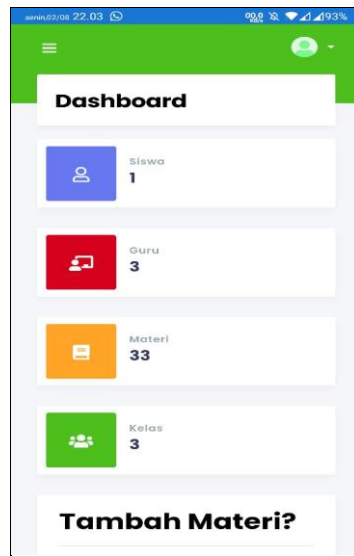 senin,02/08 22.03
93%
Dashboard
Siswa
1
Guru
3
Materi
33
Kelas
3
Tambah Materi?